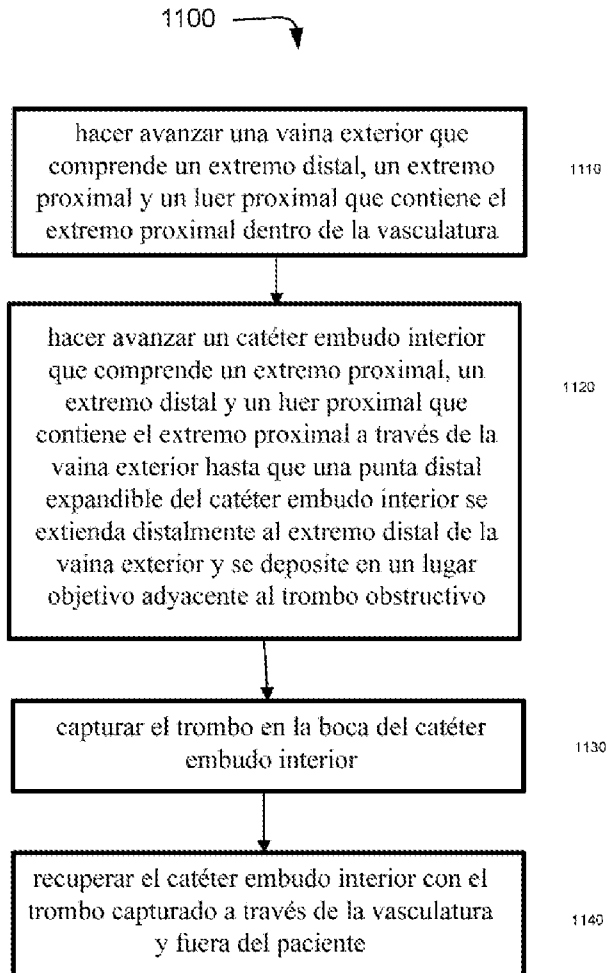 1100
hacer avanzar una vaina exterior que
comprende un extremo distal, un extremo
proximal y un luer proximal que contiene el
extremo proximal dentro de la vasculatura
1110
hacer avanzar un catéter embudo interior
que comprende un extremo proximal, un
extremo distal y un luer proximal que
contiene el extremo proximal a través de la
vaina exterior hasta que una punta distal
expandible del catéter embudo interior se
extienda distalmente al extremo distal de la
vaina exterior y se deposite en un lugar
objetivo adyacente al trombo obstructivo
1120
capturar el trombo en la boca del catéter
embudo interior
1130
recuperar el catéter embudo interior con el
trombo capturado a través de la vasculatura
y fuera del paciente
1140